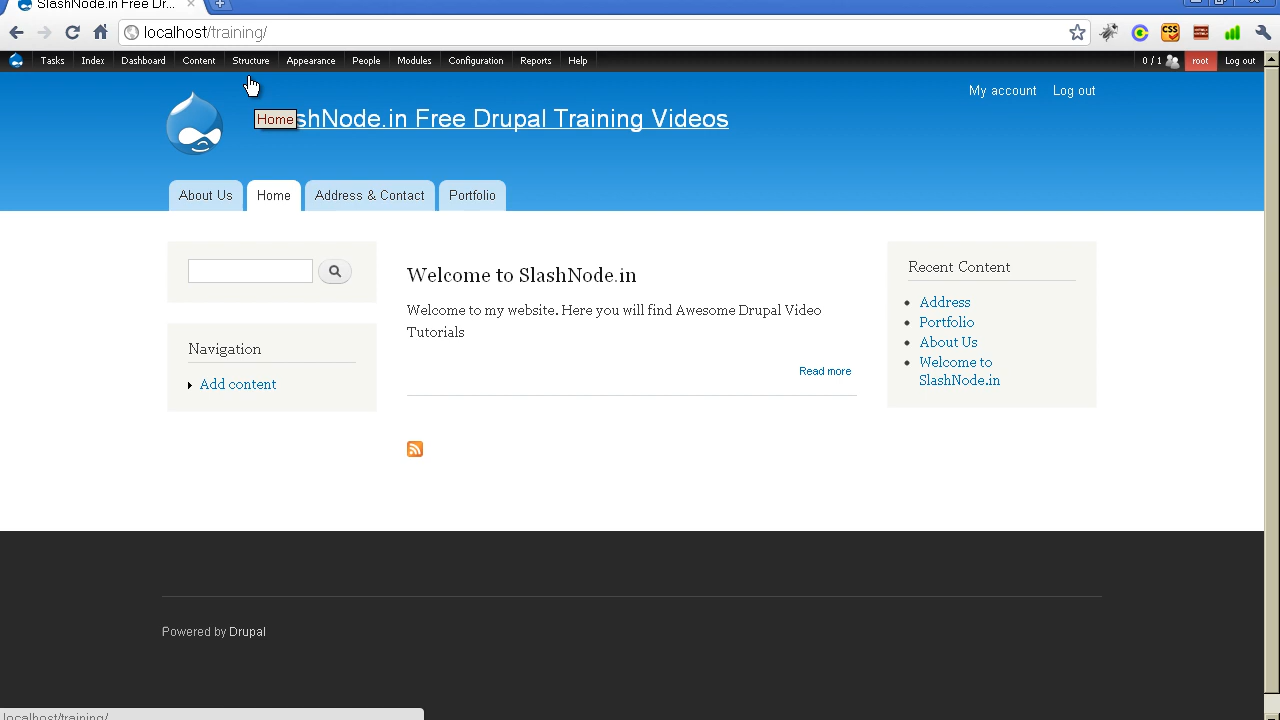 SlashNode.in Free Dr...
localhost/training/
Tasks Index Dashboard Content Structure Appearance People Modules Configuration Reports Help 0 / 1 root Log out
My account Log out
Home
shNode.in Free Drupal Training Videos
About Us Home Address & Contact Portfolio
Welcome to SlashNode.in
Welcome to my website. Here you will find Awesome Drupal Video
Tutorials
Read more
Navigation
Add content
Recent Content
Address
Portfolio
About Us
Welcome to
SlashNode.in
Powered by Drupal
localhost/training/